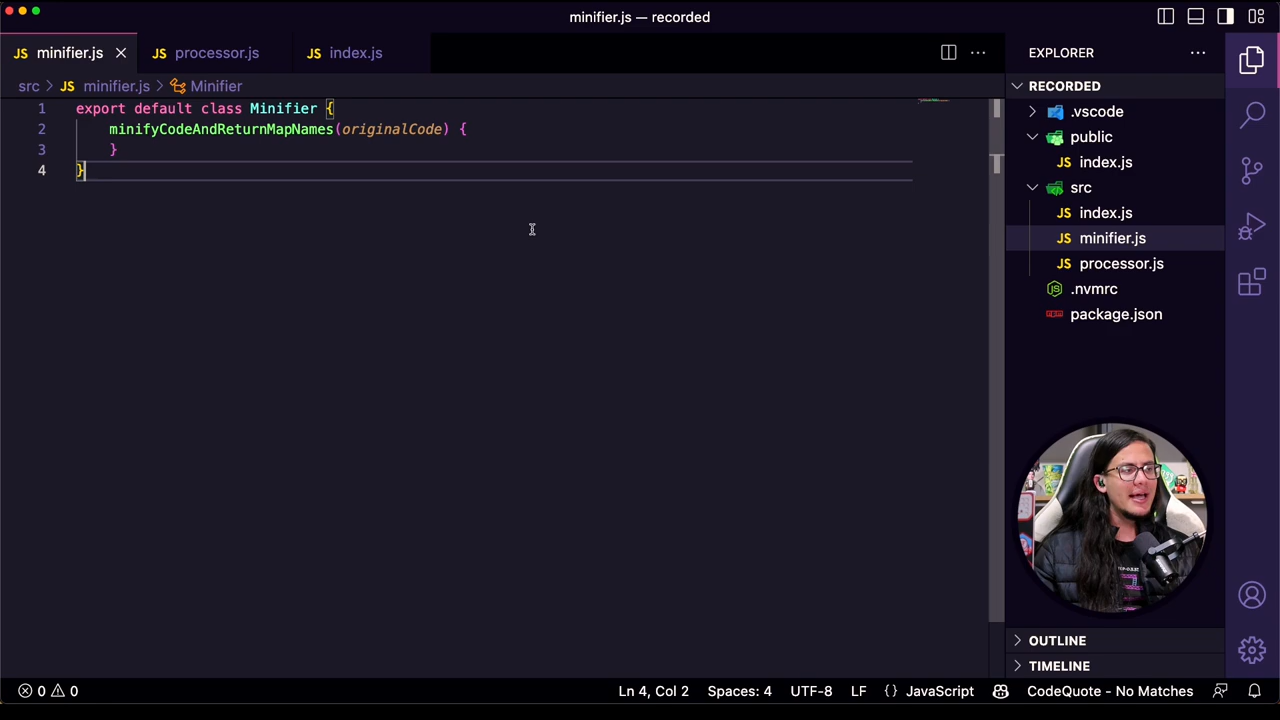 minifier.js — recorded
JS minifier.js
JS processor.js
JS index.js
src > JS minifier.js > Minifier
1 export default class Minifier {
2 minifyCodeAndReturnMapNames(originalCode) {
3 }
4 }
EXPLORER
RECORDED
.vscode
public
JS index.js
src
JS index.js
JS minifier.js
JS processor.js
.nvmrc
package.json
OUTLINE
TIMELINE
0 0
Ln 4, Col 2
Spaces: 4
UTF-8
LF
{} JavaScript
CodeQuote - No Matches